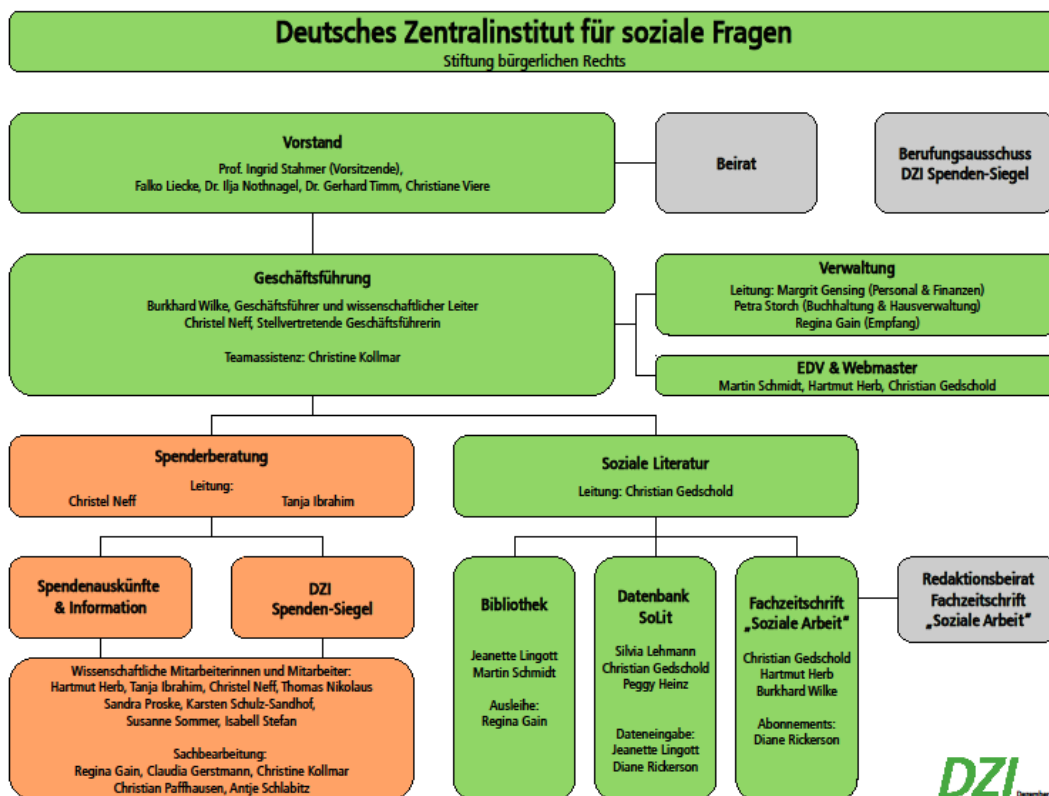 Deutsches Zentralinstitut für soziale Fragen
Stiftung bürgerlichen Rechts
Vorstand
Prof. Ingrid Stahmer (Vorsitzende),
Falko Liecke, Dr. Ilja Nothnagel, Dr. Gerhard Timm, Christiane Viere
Beirat
Berufungsausschuss
DZI Spenden-Siegel
Geschäftsführung
Burkhard Wilke, Geschäftsführer und wissenschaftlicher Leiter
Christel Neff, Stellvertretende Geschäftsführerin
Teamassistenz: Christine Kollmar
Verwaltung
Leitung: Margrit Gensing (Personal & Finanzen)
Petra Storch (Buchhaltung & Hausverwaltung)
Regina Gain (Empfang)
EDV & Webmaster
Martin Schmidt, Hartmut Herb, Christian Gedschold
Spenderberatung
Leitung:
Christel Neff Tanja Ibrahim
Soziale Literatur
Leitung: Christian Gedschold
Spendenauskünfte
& Information
DZI
Spenden-Siegel
Wissenschaftliche Mitarbeiterinnen und Mitarbeiter:
Hartmut Herb, Tanja Ibrahim, Christel Neff, Thomas Nikolaus
Sandra Proske, Karsten Schulz-Sandhof,
Susanne Sommer, Isabell Stefan
Sachbearbeitung:
Regina Gain, Claudia Gerstmann, Christine Kollmar
Christian Paffhausen, Antje Schlabitz
Bibliothek
Jeanette Lingott
Martin Schmidt
Ausleihe:
Regina Gain
Datenbank
SoLit
Silvia Lehmann
Christian Gedschold
Peggy Heinz
Dateneingabe:
Jeanette Lingott
Diane Rickerson
Fachzeitschrift
„Soziale Arbeit"
Christian Gedschold
Hartmut Herb
Burkhard Wilke
Abonnements:
Diane Rickerson
Redaktionsbeirat
Fachzeitschrift
„Soziale Arbeit"
DZI
Dezember